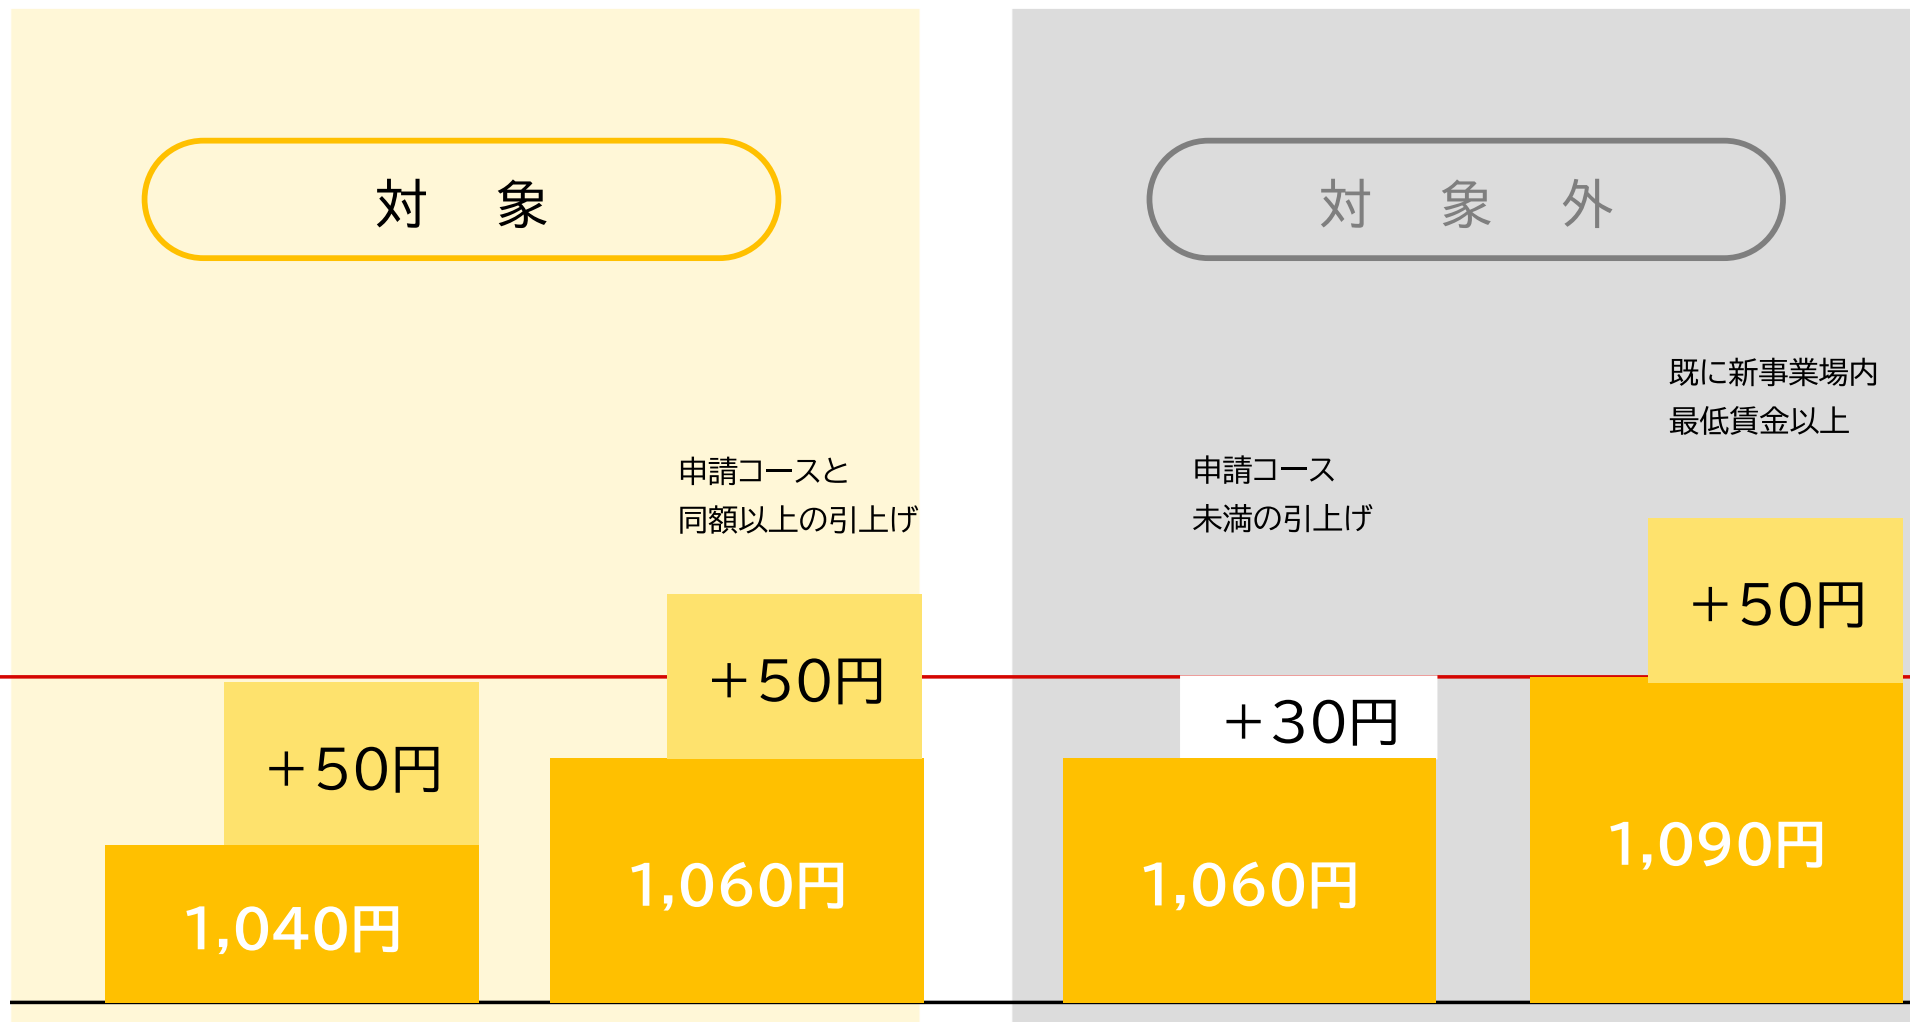 対象
申請コースと
同額以上の引上げ
+50円
+50円
1,040円
1,060円
対象外
既に新事業場内
最低賃金以上
申請コース
未満の引上げ
+50円
+30円
1,060円
1,090円